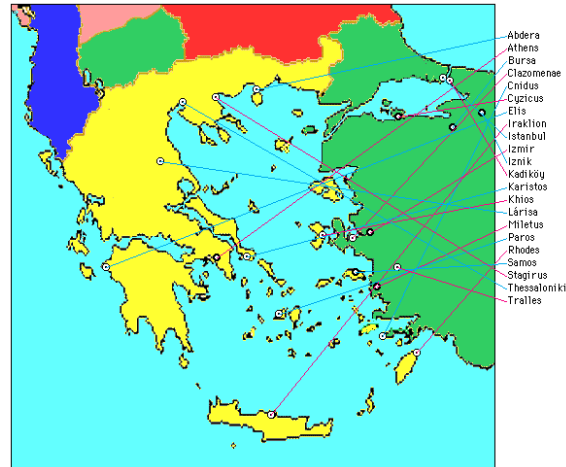 Abdera
Athens
Bursa
Clazomenae
Cnidus
Cyzicus
Elis
Iraklion
Istanbul
Izmir
Iznik
Kadiköy
Karistos
Khios
Lárisa
Miletus
Paros
Rhodes
Samos
Stagirus
Thessaloniki
Tralles